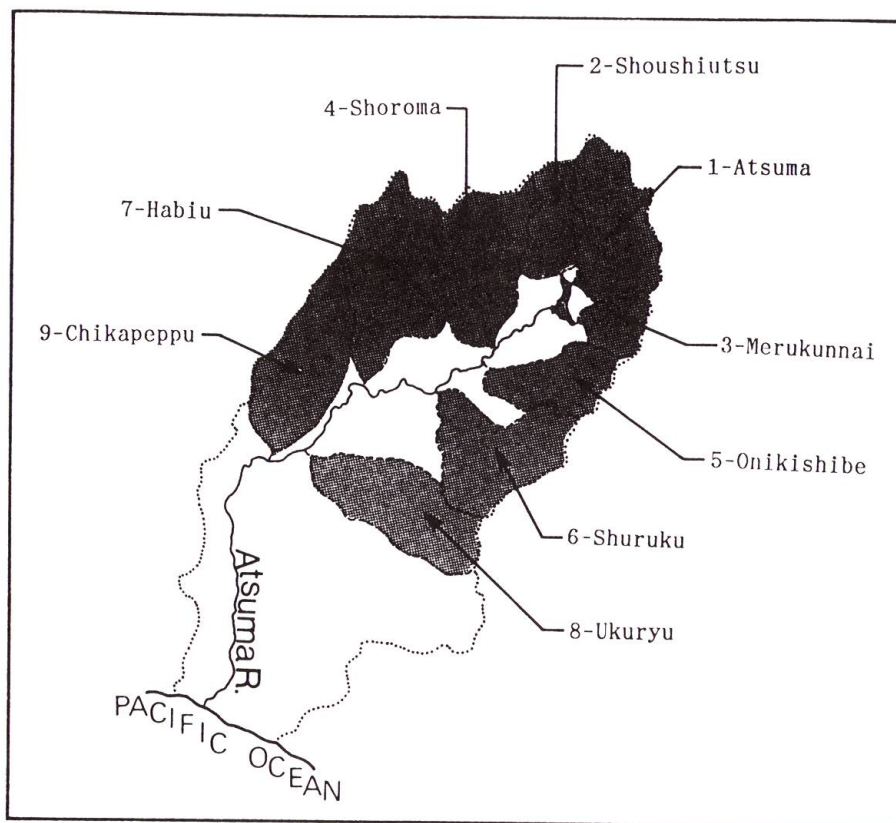 2-Shoushiutsu
4-Shoroma
1-Atsuma
7-Habiu
9-Chikapeppu
3-Merukunnai
5-Onikishibe
6-Shuruku
8-Ukuryu
Atsuma R.
PACIFIC OCEAN